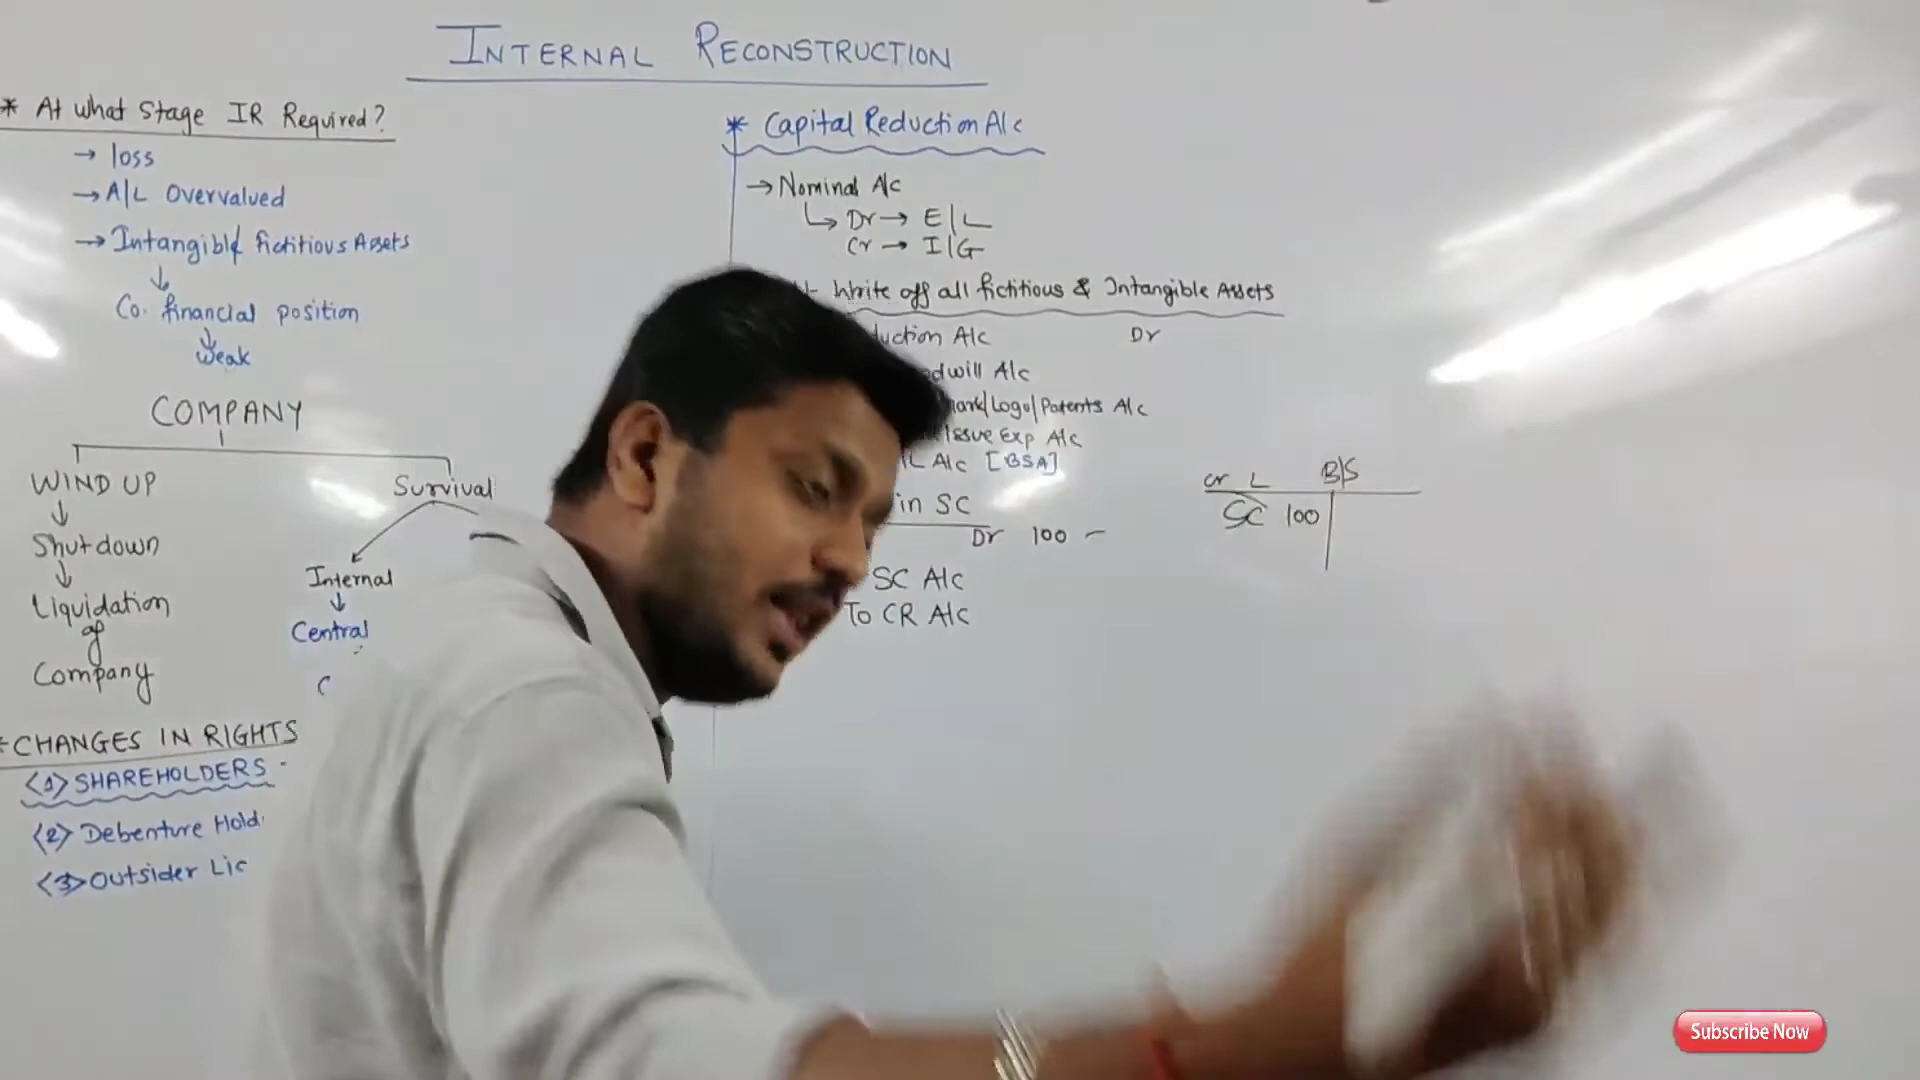 INTERNAL RECONSTRUCTION
* At what Stage IR Required?
→ loss
→ A/L Overvalued
→ Intangible fictitious Assets
↓
Co. financial position
↓
Weak
COMPANY
WIND UP
↓
Shutdown
↓
Liquidation
of
Company
Survival
Internal
↓
Central
* CHANGES IN RIGHTS
<1> SHAREHOLDERS
<2> Debenture Hold
<3> Outsider
* Capital Reduction A/c
→ Nominal A/c
↳ Dr → E/L
Cr → I/G
Write off all fictitious & Intangible Assets
uction A/c Dr
dwill A/c
mark/Logo/Patents A/c
Issue Exp A/c
L A/c [BSA]
in SC
Dr 100 -
SC A/c
To CR A/c
cr L B/S
SC 100
Subscribe Now